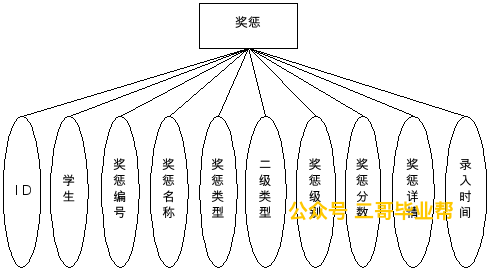 奖惩
ID
学生
奖惩编号
奖惩名称
奖惩类型
二级类型
奖惩级别
奖惩分数
奖惩详情
录入时间
公众号 二哥毕业帮